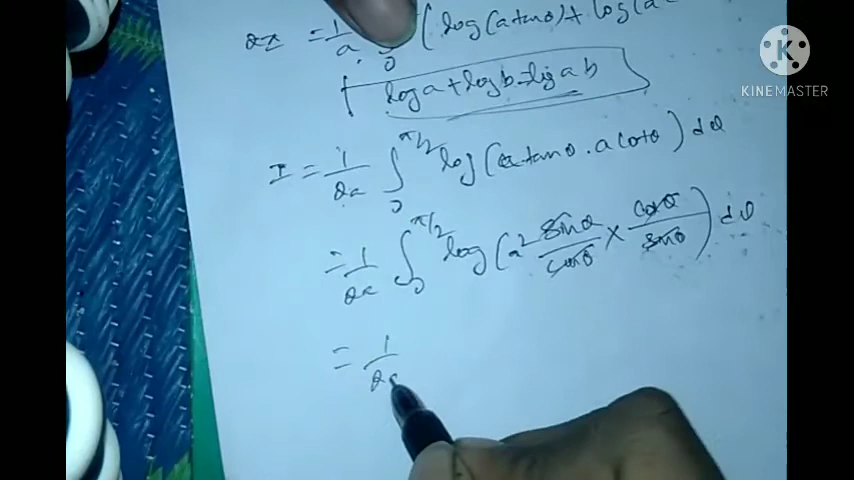 2I = 1/a ∫0 ( log(a tanθ) + log(a
K
KINEMASTER
log a + log b = log ab
I = 1/2a ∫0^π/2 log(a tanθ . a cotθ) dθ
= 1/2a ∫0^π/2 log(a² sinθ/cosθ × cosθ/sinθ) dθ
= 1/2a